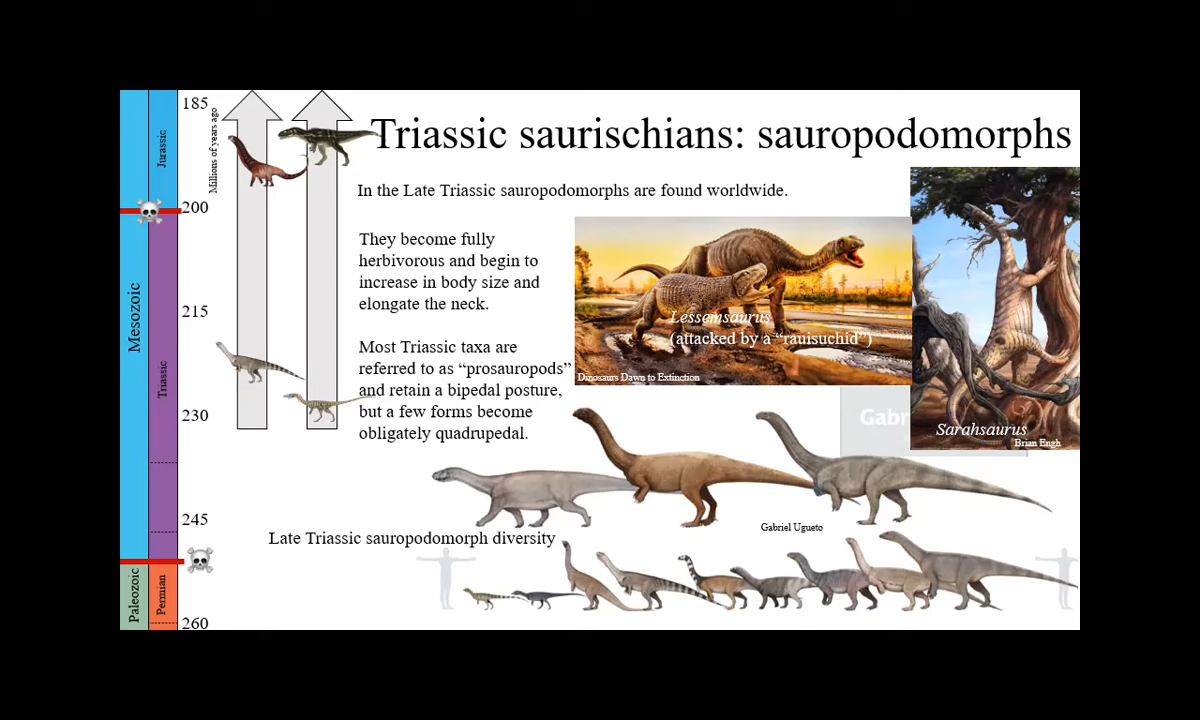 Triassic saurischians: sauropodomorphs
185
Millions of years ago
Jurassic
200
Mesozoic
215
Triassic
230
245
Paleozoic
Permian
260
In the Late Triassic sauropodomorphs are found worldwide.
They become fully
herbivorous and begin to
increase in body size and
elongate the neck.
Most Triassic taxa are
referred to as “prosauropods”
and retain a bipedal posture,
but a few forms become
obligately quadrupedal.
Lessemsaurus
(attacked by a “rauisuchid”)
Dinosaurs Dawn to Extinction
Gabr
Sarahsaurus
Brian Engh
Gabriel Ugueto
Late Triassic sauropodomorph diversity